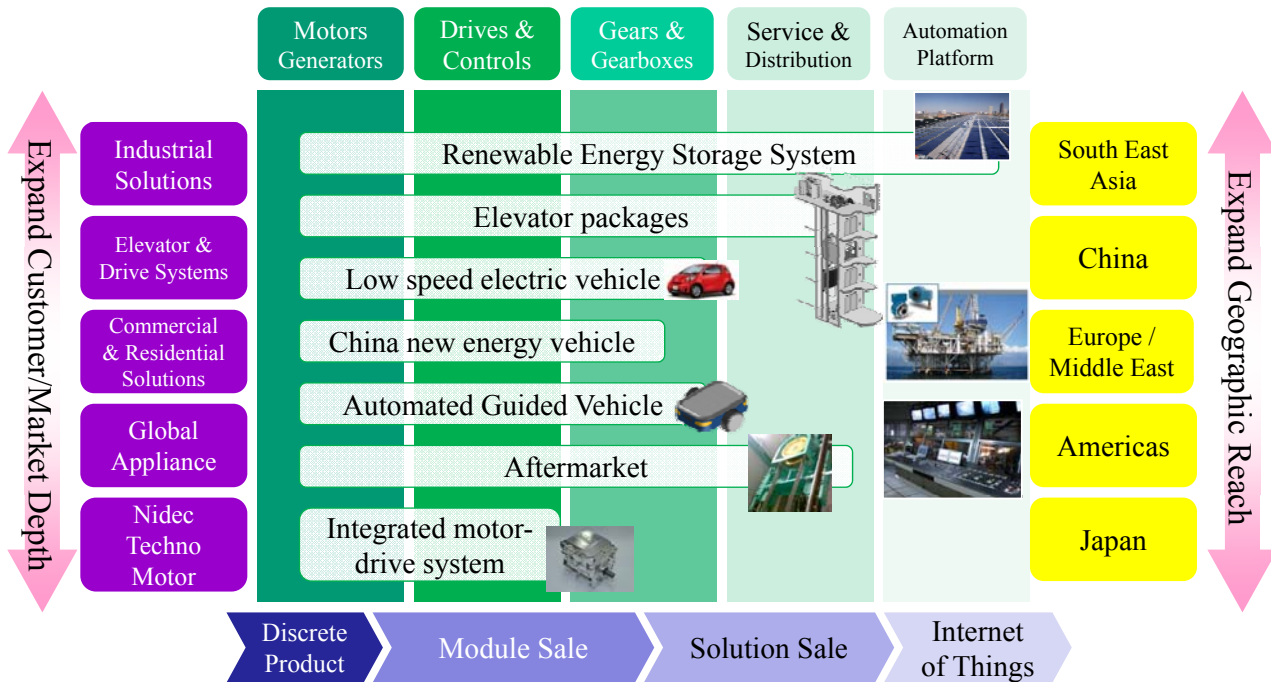 Motors
Generators
Drives &
Controls
Gears &
Gearboxes
Service &
Distribution
Automation
Platform
Expand Customer/Market Depth
Industrial
Solutions
Elevator &
Drive Systems
Commercial
& Residential
Solutions
Global
Appliance
Nidec
Techno
Motor
Renewable Energy Storage System
Elevator packages
Low speed electric vehicle
China new energy vehicle
Automated Guided Vehicle
Aftermarket
Integrated motor-
drive system
South East
Asia
China
Europe /
Middle East
Americas
Japan
Expand Geographic Reach
Discrete
Product
Module Sale
Solution Sale
Internet
of Things